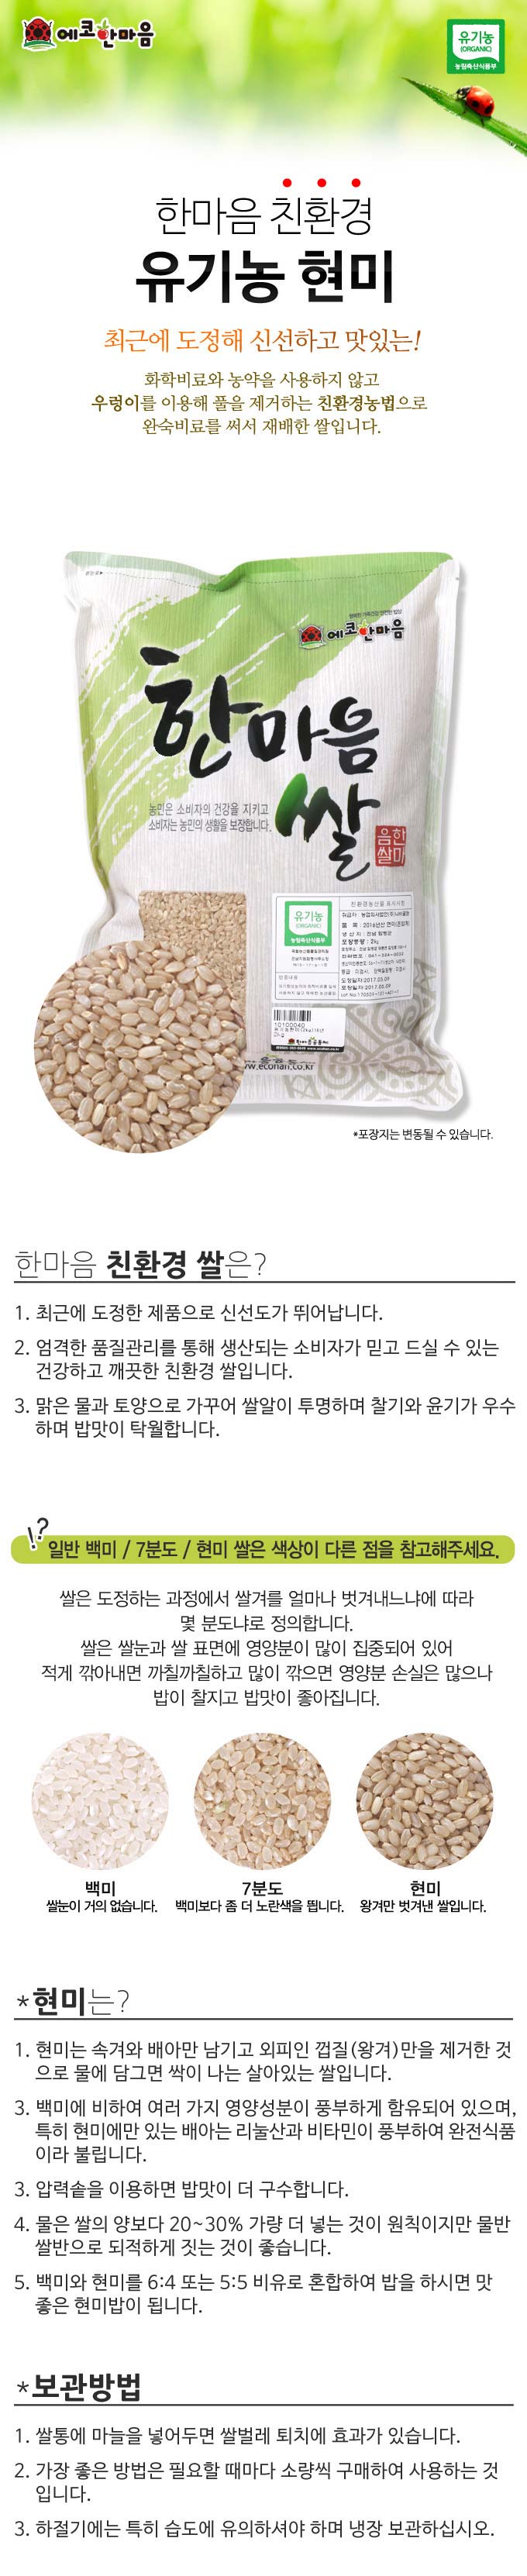 에코한마음
유기농
(ORGANIC)
농림축산식품부
한마음 친환경
유기농 현미
최근에 도정해 신선하고 맛있는!
화학비료와 농약을 사용하지 않고
우렁이를 이용해 풀을 제거하는 친환경농법으로
완숙비료를 써서 재배한 쌀입니다.
에코한마음
한마음
쌀
농민은 소비자의 건강을 지키고
소비자는 농민의 생활을 보장합니다.
유기농
(ORGANIC)
농림축산식품부
친환경농산물 표시사항
10100040
*포장지는 변동될 수 있습니다.
한마음 친환경 쌀은?
1. 최근에 도정한 제품으로 신선도가 뛰어납니다.
2. 엄격한 품질관리를 통해 생산되는 소비자가 믿고 드실 수 있는
건강하고 깨끗한 친환경 쌀입니다.
3. 맑은 물과 토양으로 가꾸어 쌀알이 투명하며 찰기와 윤기가 우수
하며 밥맛이 탁월합니다.
!?
일반 백미 / 7분도 / 현미 쌀은 색상이 다른 점을 참고해주세요.
쌀은 도정하는 과정에서 쌀겨를 얼마나 벗겨내느냐에 따라
몇 분도냐로 정의합니다.
쌀은 쌀눈과 쌀 표면에 영양분이 많이 집중되어 있어
적게 깎아내면 까칠까칠하고 많이 깎으면 영양분 손실은 많으나
밥이 찰지고 밥맛이 좋아집니다.
백미
쌀눈이 거의 없습니다.
7분도
백미보다 좀 더 노란색을 띕니다.
현미
왕겨만 벗겨낸 쌀입니다.
*현미는?
1. 현미는 속겨와 배아만 남기고 외피인 껍질(왕겨)만을 제거한 것
으로 물에 담그면 싹이 나는 살아있는 쌀입니다.
3. 백미에 비하여 여러 가지 영양성분이 풍부하게 함유되어 있으며,
특히 현미에만 있는 배아는 리눌산과 비타민이 풍부하여 완전식품
이라 불립니다.
3. 압력솥을 이용하면 밥맛이 더 구수합니다.
4. 물은 쌀의 양보다 20~30% 가량 더 넣는 것이 원칙이지만 물반
쌀반으로 되적하게 짓는 것이 좋습니다.
5. 백미와 현미를 6:4 또는 5:5 비유로 혼합하여 밥을 하시면 맛
좋은 현미밥이 됩니다.
*보관방법
1. 쌀통에 마늘을 넣어두면 쌀벌레 퇴치에 효과가 있습니다.
2. 가장 좋은 방법은 필요할 때마다 소량씩 구매하여 사용하는 것
입니다.
3. 하절기에는 특히 습도에 유의하셔야 하며 냉장 보관하십시오.